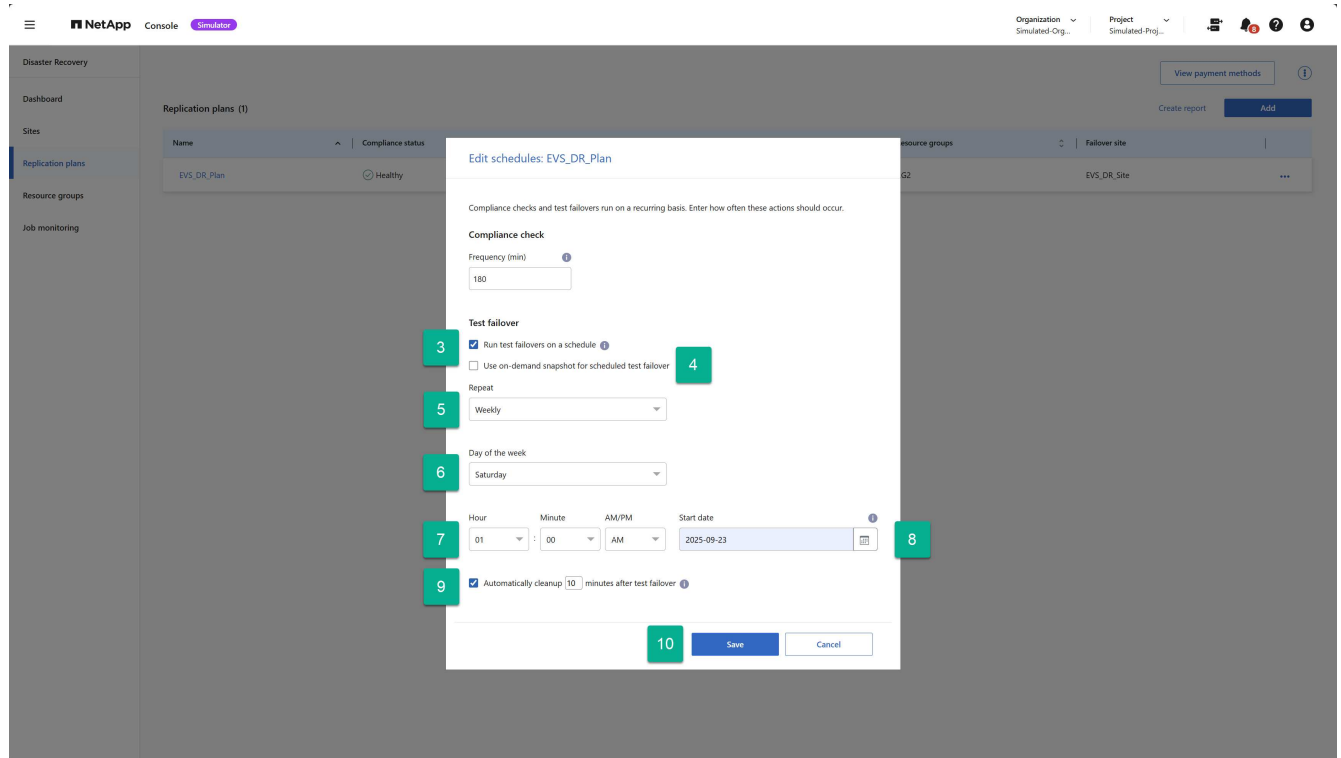 NetApp Console Simulator
Organization
Simulated-Org...
Project
Simulated-Proj...
8
Disaster Recovery
Dashboard
Sites
Replication plans
Resource groups
Job monitoring
View payment methods
Replication plans (1)
Create report
Add
Name
Compliance status
esource groups
Failover site
EVS_DR_Plan
Healthy
G2
EVS_DR_Site
Edit schedules: EVS_DR_Plan
Compliance checks and test failovers run on a recurring basis. Enter how often these actions should occur.
Compliance check
Frequency (min)
180
Test failover
3
Run test failovers on a schedule
Use on-demand snapshot for scheduled test failover
4
Repeat
5
Weekly
Day of the week
6
Saturday
Hour Minute AM/PM Start date
7
01 : 00 AM 2025-09-23
8
9
Automatically cleanup 10 minutes after test failover
10
Save
Cancel